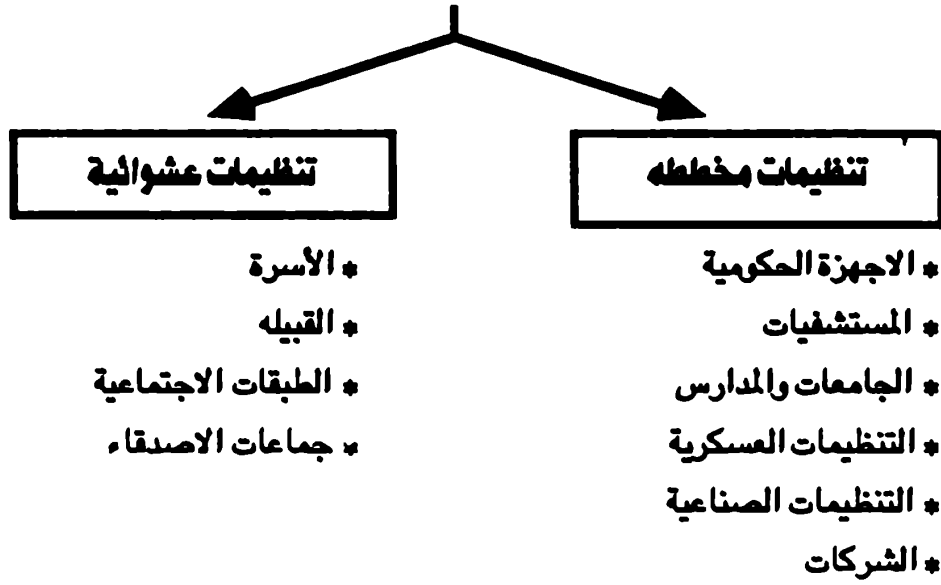 تنظيمات مخططه
* الاجهزة الحكومية
* المستشفيات
* الجامعات والمدارس
* التنظيمات العسكرية
* التنظيمات الصناعية
* الشركات
تنظيمات عشوائية
* الأسرة
* القبيله
* الطبقات الاجتماعية
* جماعات الاصدقاء